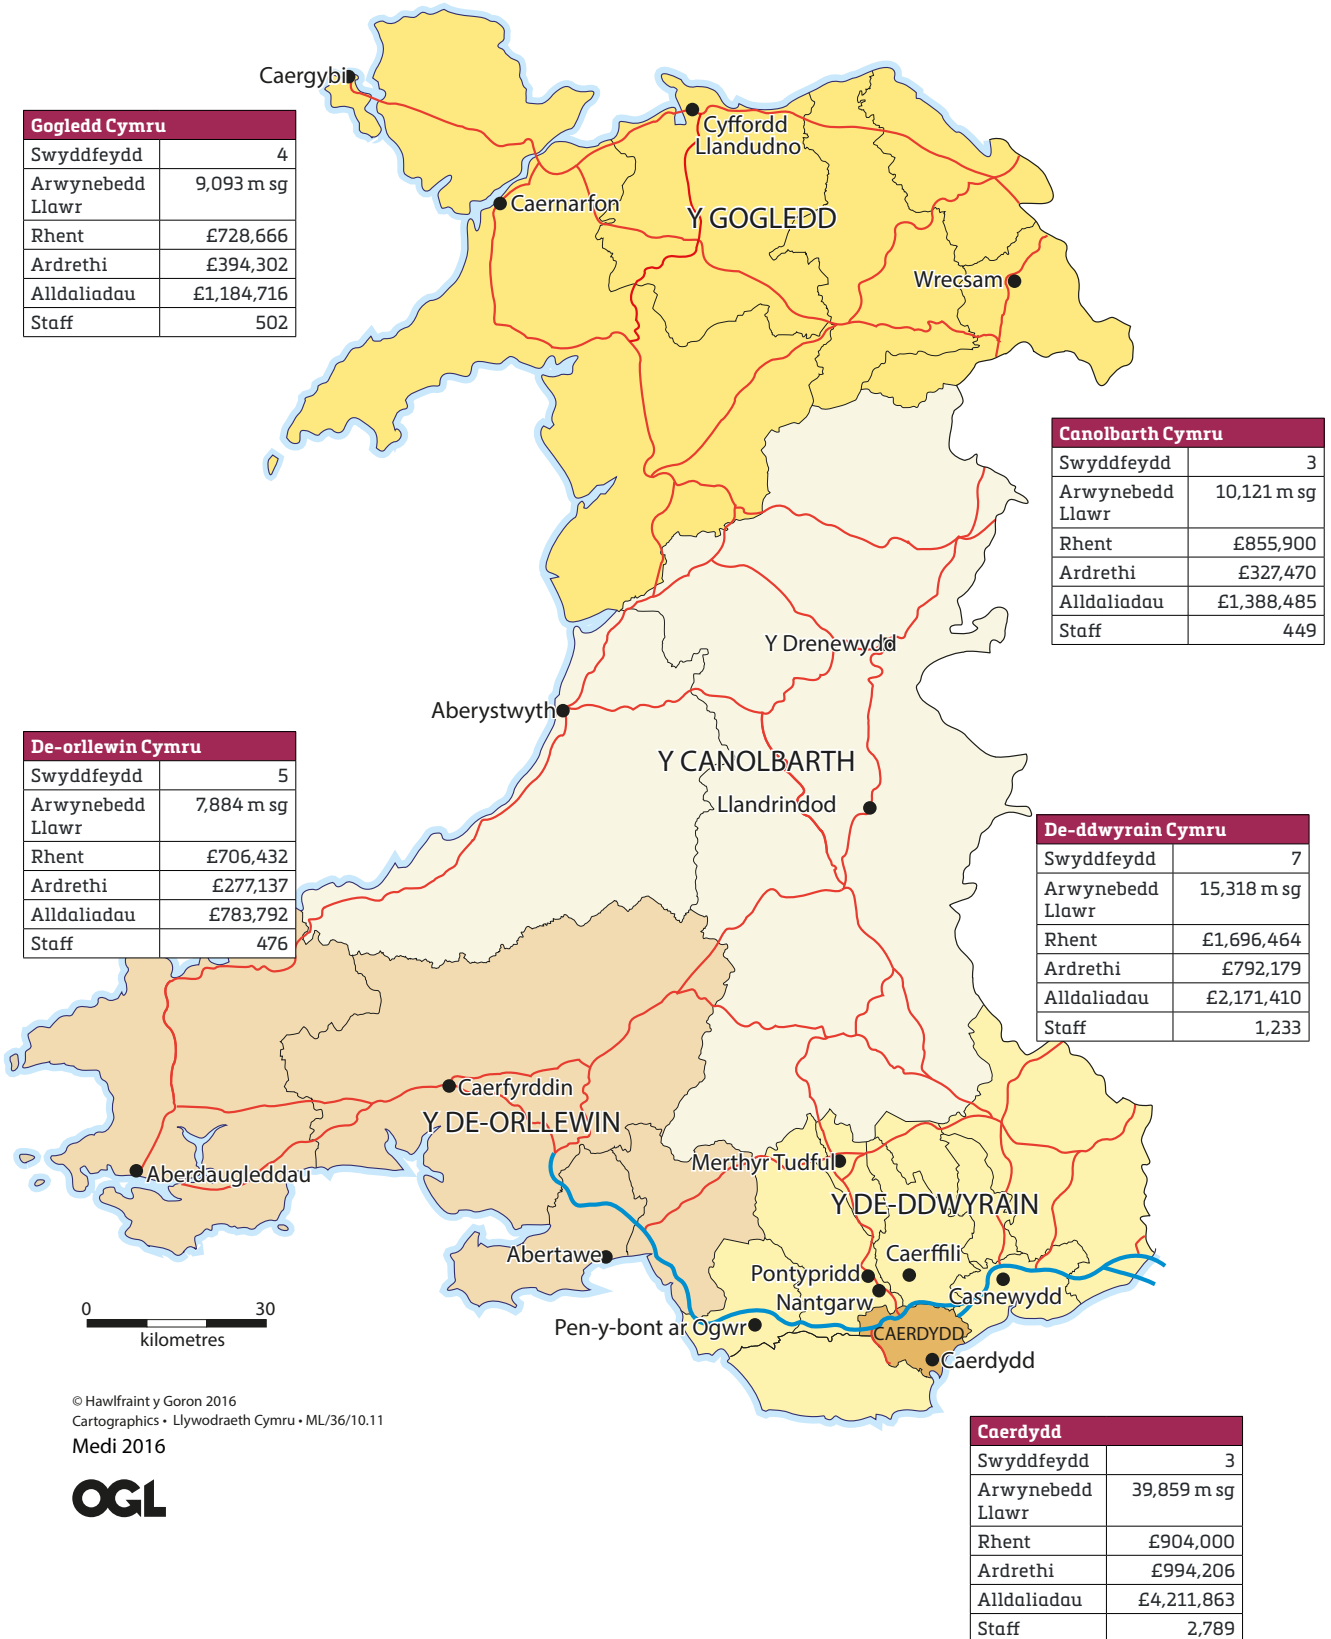 Caergybi
Gogledd Cymru
Swyddfeydd 4
Arwynebedd
Llawr 9,093 m sg
Rhent £728,666
Ardrethi £394,302
Alldaliadau £1,184,716
Staff 502
Cyffordd
Llandudno
Caernarfon
Y GOGLEDD
Wrecsam
Canolbarth Cymru
Swyddfeydd 3
Arwynebedd
Llawr 10,121 m sg
Rhent £855,900
Ardrethi £327,470
Alldaliadau £1,388,485
Staff 449
Y Drenewydd
Aberystwyth
Y CANOLBARTH
Llandrindod
De-orllewin Cymru
Swyddfeydd 5
Arwynebedd
Llawr 7,884 m sg
Rhent £706,432
Ardrethi £277,137
Alldaliadau £783,792
Staff 476
De-ddwyrain Cymru
Swyddfeydd 7
Arwynebedd
Llawr 15,318 m sg
Rhent £1,696,464
Ardrethi £792,179
Alldaliadau £2,171,410
Staff 1,233
Caerfyrddin
Y DE-ORLLEWIN
Merthyr Tudful
Aberdaugleddau
Y DE-DDWYRAIN
Abertawe
Caerffili
Pontypridd
Nantgarw
Casnewydd
Pen-y-bont ar Ogwr
CAERDYDD
Caerdydd
0 30
kilometres
© Hawlfraint y Goron 2016
Cartographics • Llywodraeth Cymru • ML/36/10.11
Medi 2016
OGL
Caerdydd
Swyddfeydd 3
Arwynebedd
Llawr 39,859 m sg
Rhent £904,000
Ardrethi £994,206
Alldaliadau £4,211,863
Staff 2,789